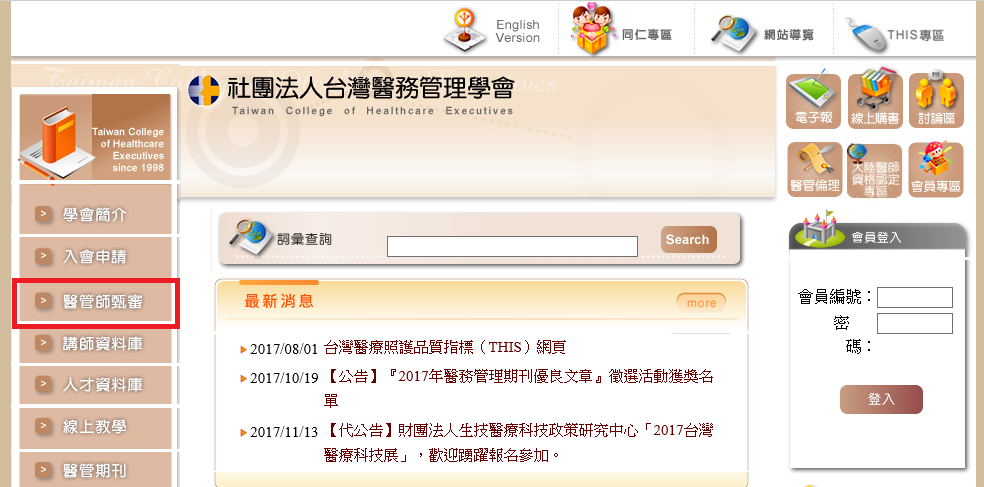 English
Version
同仁專區
網站導覽
THIS專區
Taiwan College of Healthcare Executives
社團法人台灣醫務管理學會
Taiwan College of Healthcare Executives
電子報
線上購書
討論區
醫管倫理
大陸醫師
資格認定
專區
會員專區
Taiwan College
of Healthcare
Executives
since 1998
學會簡介
入會申請
醫管師甄審
講師資料庫
人才資料庫
線上教學
醫管期刊
詞彙查詢
Search
最新消息
more
2017/08/01 台灣醫療照護品質指標（THIS）網頁
2017/10/19 【公告】『2017年醫務管理期刊優良文章』徵選活動獲獎名
單
2017/11/13 【代公告】財團法人生技醫療科技政策研究中心「2017台灣
醫療科技展」，歡迎踴躍報名參加。
會員登入
會員編號：
密
碼：
登入